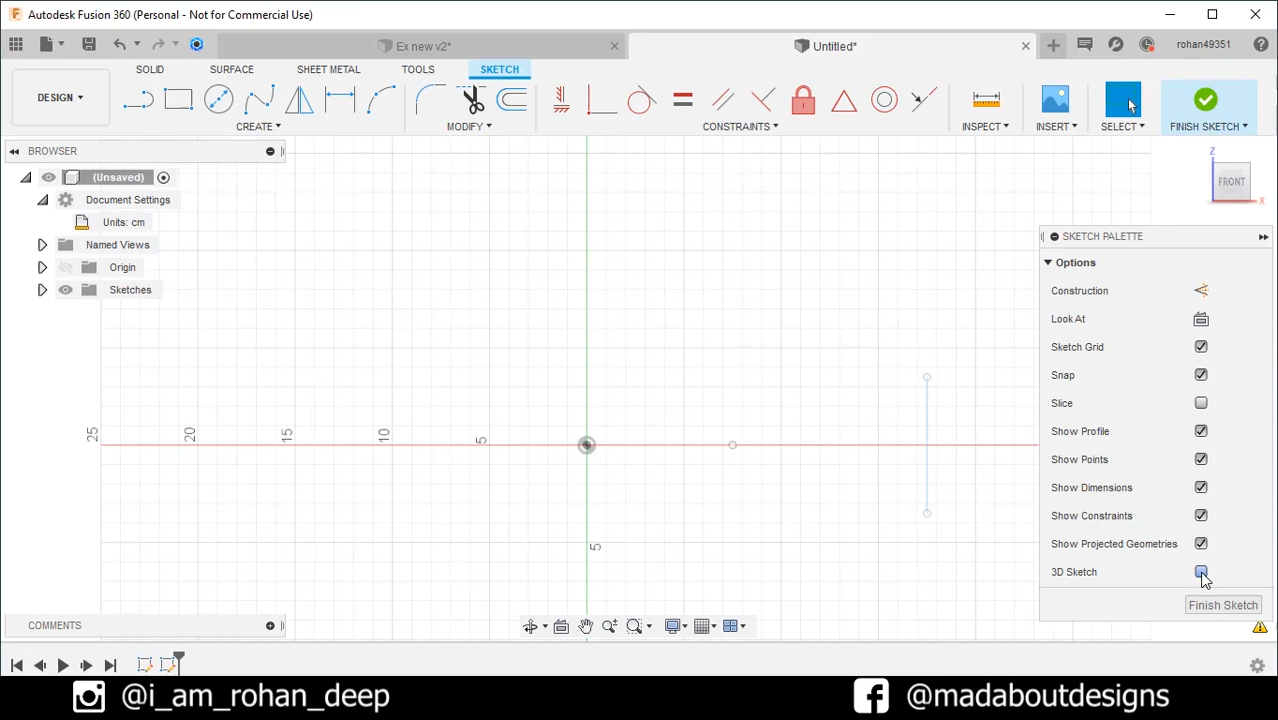 Autodesk Fusion 360 (Personal - Not for Commercial Use)
Ex new v2*
Untitled*
rohan49351
SOLID SURFACE SHEET METAL TOOLS SKETCH
DESIGN
CREATE MODIFY CONSTRAINTS INSPECT INSERT SELECT FINISH SKETCH
BROWSER
(Unsaved)
Document Settings
Units: cm
Named Views
Origin
Sketches
Z
FRONT
X
SKETCH PALETTE
Options
Construction
Look At
Sketch Grid
Snap
Slice
Show Profile
Show Points
Show Dimensions
Show Constraints
Show Projected Geometries
3D Sketch
Finish Sketch
25 20 15 10 5
5
COMMENTS
@i_am_rohan_deep @madaboutdesigns